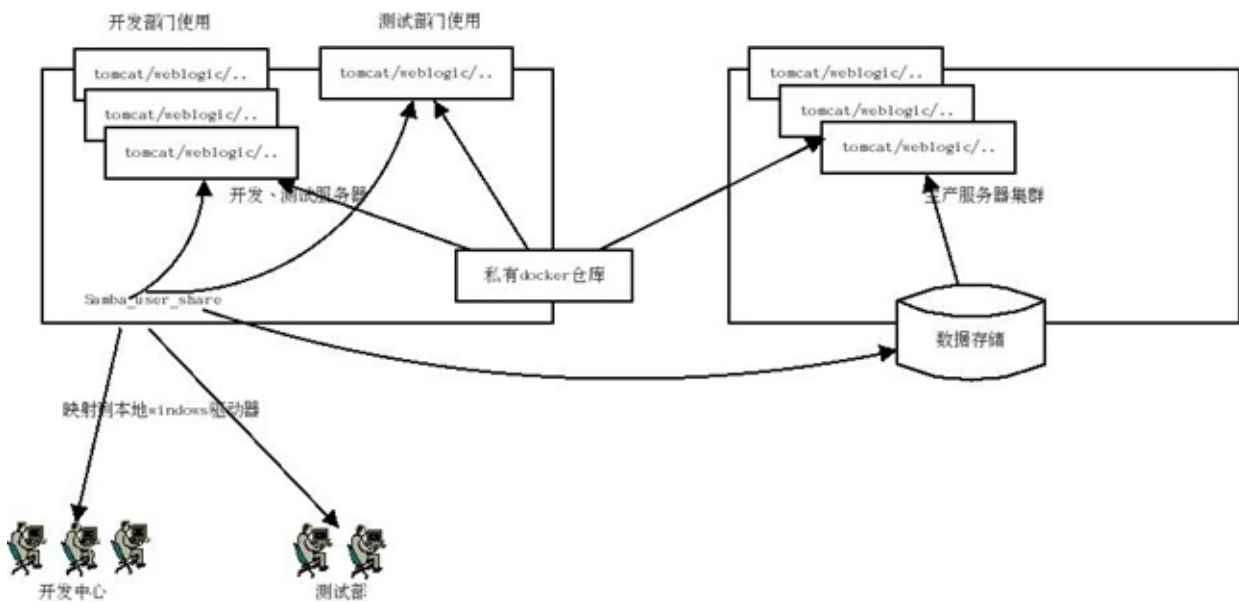 开发部门使用
测试部门使用
tomcat/weblogic/..
tomcat/weblogic/..
tomcat/weblogic/..
tomcat/weblogic/..
tomcat/weblogic/..
tomcat/weblogic/..
tomcat/weblogic/..
开发、测试服务器
生产服务器集群
私有docker仓库
Samba_user_share
数据存储
映射到本地windows驱动器
开发中心
测试部